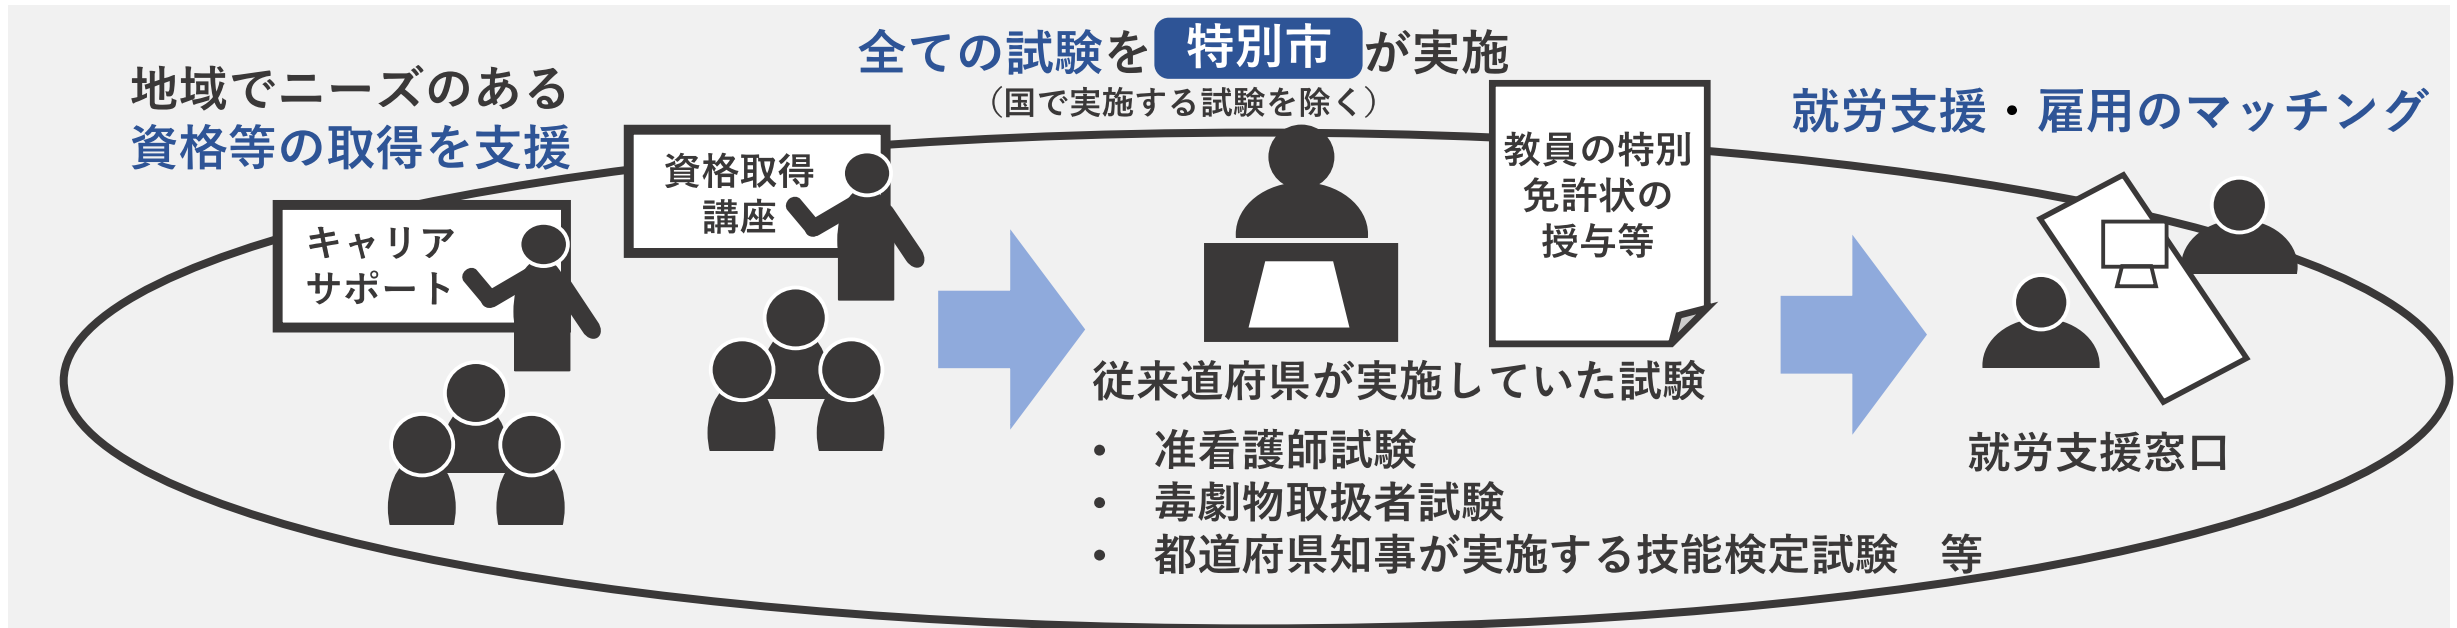 地域でニーズのある
資格等の取得を支援
キャリア
サポート
資格取得
講座
全ての試験を特別市が実施
（国で実施する試験を除く）
教員の特別
免許状の
授与等
従来道府県が実施していた試験
・ 准看護師試験
・ 毒劇物取扱者試験
・ 都道府県知事が実施する技能検定試験　等
就労支援・雇用のマッチング
就労支援窓口